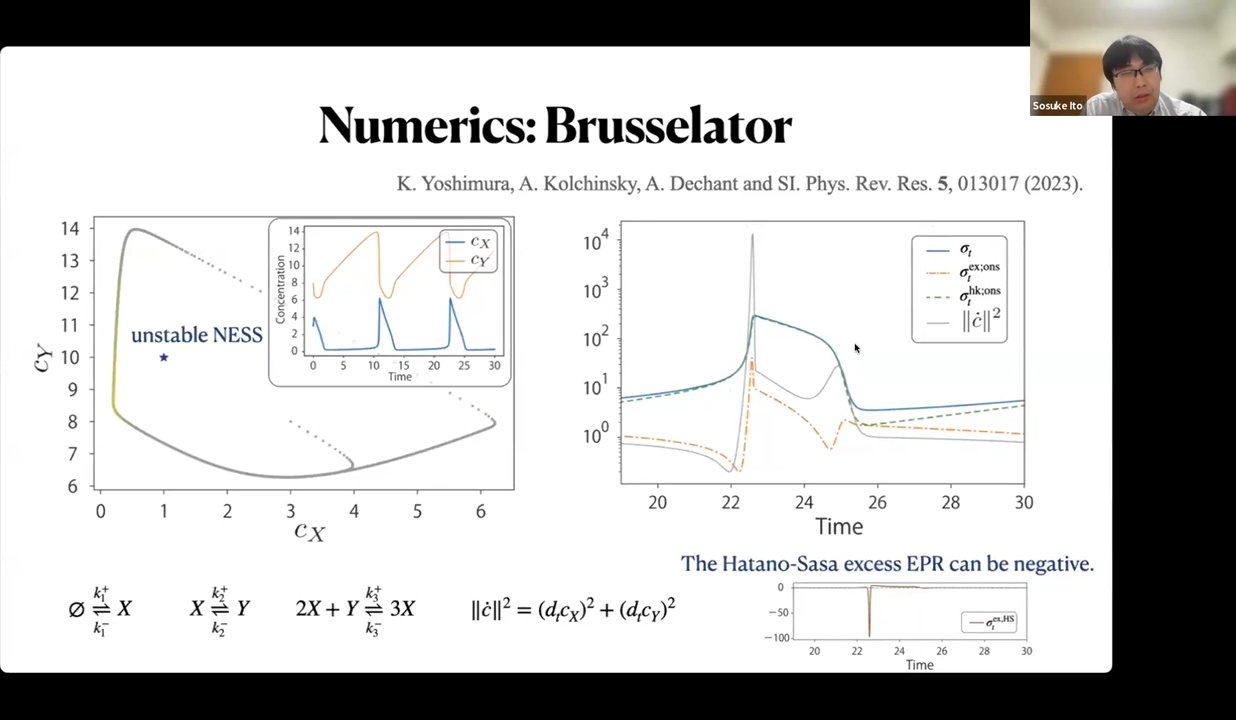 Sosuke Ito
Numerics: Brusselator
K. Yoshimura, A. Kolchinsky, A. Dechant and SI. Phys. Rev. Res. 5, 013017 (2023).
14
13
12
11
10
9
8
7
6
c_Y
0 1 2 3 4 5 6
c_X
unstable NESS
14
12
10
8
6
4
2
0
Concentration
c_X
c_Y
0 5 10 15 20 25 30
Time
10^4
10^3
10^2
10^1
10^0
σ_t
σ_t^{ex;ons}
σ_t^{hk;ons}
||ċ||^2
20 22 24 26 28 30
Time
The Hatano-Sasa excess EPR can be negative.
0
−50
−100
σ_t^{ex,HS}
20 22 24 26 28 30
Time
∅ ⇌ X
k_1^+
k_1^-
X ⇌ Y
k_2^+
k_2^-
2X + Y ⇌ 3X
k_3^+
k_3^-
||ċ||^2 = (d_t c_X)^2 + (d_t c_Y)^2